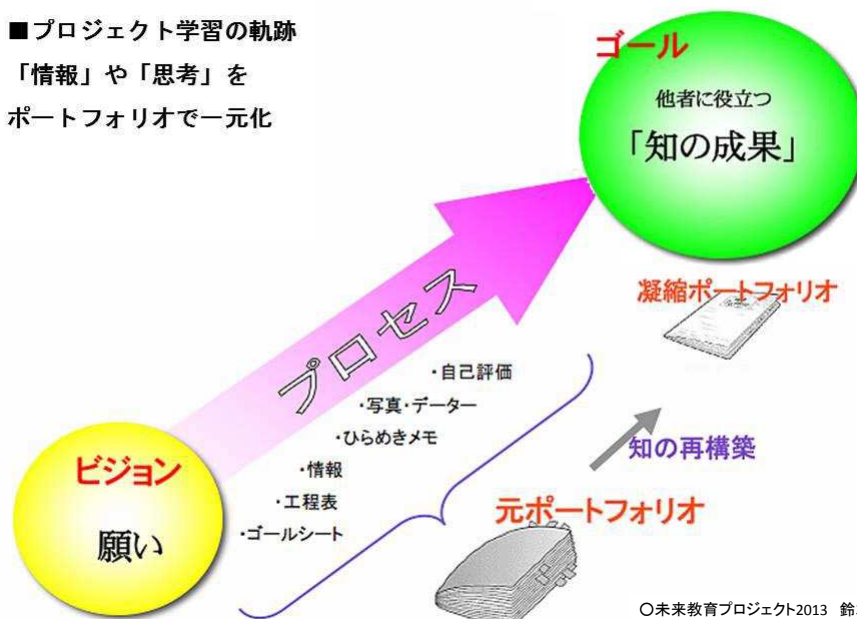 ■プロジェクト学習の軌跡
「情報」や「思考」を
ポートフォリオで一元化
ゴール
他者に役立つ
「知の成果」
凝縮ポートフォリオ
プロセス
・自己評価
・写真・データー
・ひらめきメモ
・情報
・工程表
・ゴールシート
知の再構築
ビジョン
願い
元ポートフォリオ
〇未来教育プロジェクト2013 鈴